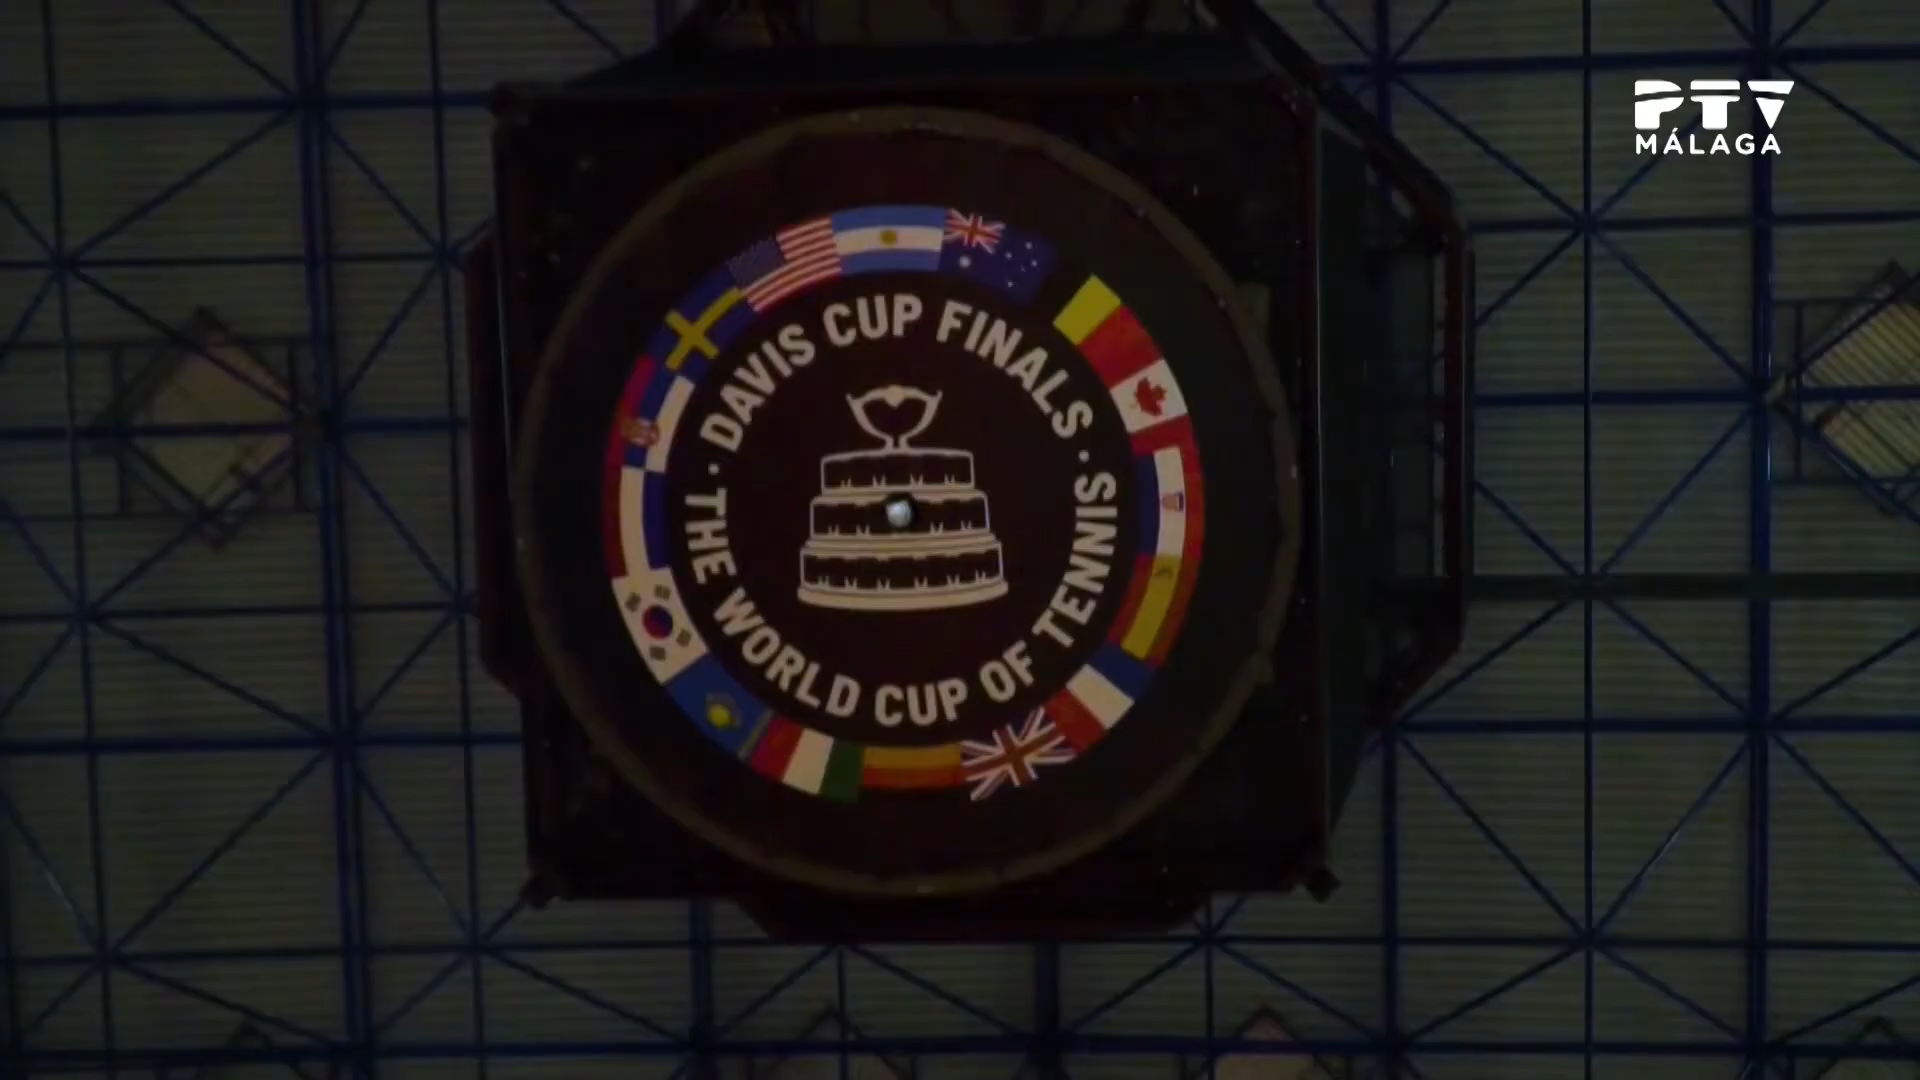 PTV
MÁLAGA
· DAVIS CUP FINALS ·
THE WORLD CUP OF TENNIS